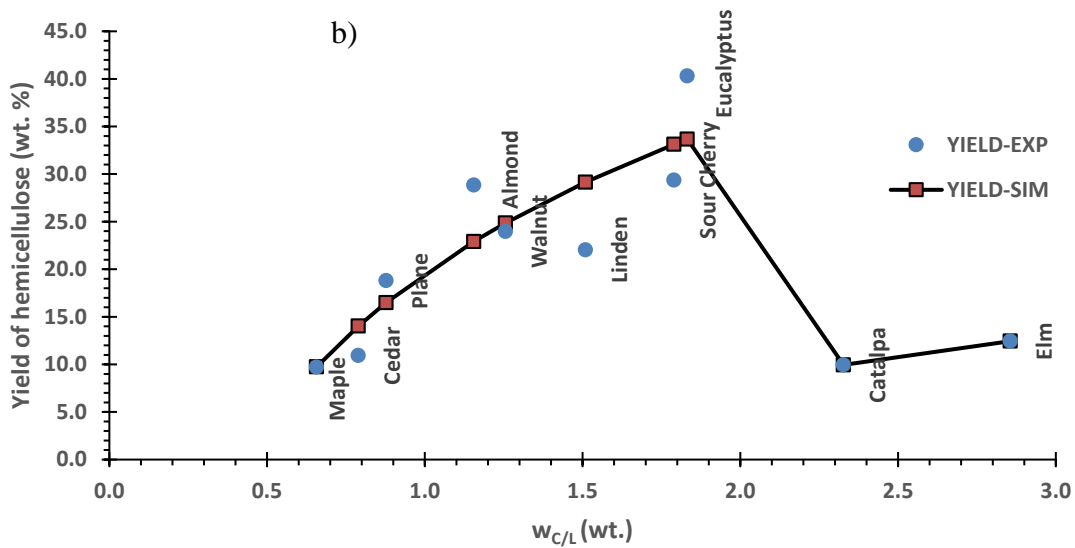 b)
45.0
40.0
35.0
30.0
25.0
20.0
15.0
10.0
5.0
0.0
Yield of hemicellulose (wt. %)
Maple
Cedar
Plane
Almond
Walnut
Linden
Sour Cherry
Eucalyptus
Catalpa
Elm
YIELD-EXP
YIELD-SIM
0.0 0.5 1.0 1.5 2.0 2.5 3.0
wC/L (wt.)